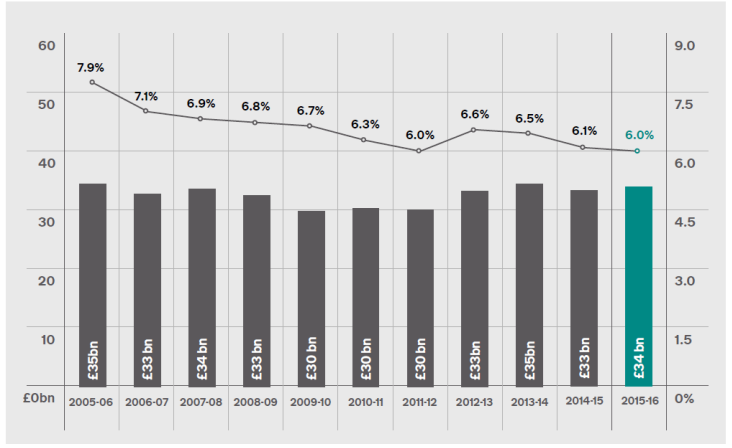 60
50
40
30
20
10
£0bn
9.0
7.5
6.0
4.5
3.0
1.5
0%
7.9%
7.1%
6.9%
6.8%
6.7%
6.3%
6.0%
6.6%
6.5%
6.1%
6.0%
£35bn
£33 bn
£34 bn
£33 bn
£30 bn
£30 bn
£30 bn
£33bn
£35bn
£33 bn
£34 bn
2005-06
2006-07
2007-08
2008-09
2009-10
2010-11
2011-12
2012-13
2013-14
2014-15
2015-16